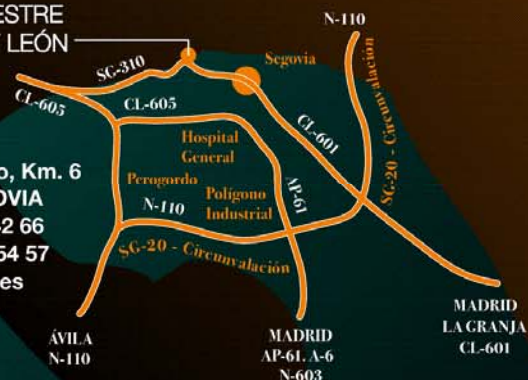 ESTRE
LEÓN
N-110
SG-310
Segovia
CL-605
CL-605
CL-601
SG-20 - Circunvalación
Hospital
General
o, Km. 6
OVIA
2 66
54 57
es
Perogordo
Polígono
Industrial
AP-61
N-110
SG-20 - Circunvalación
ÁVILA
N-110
MADRID
AP-61. A-6
N-603
MADRID
LA GRANJA
CL-601